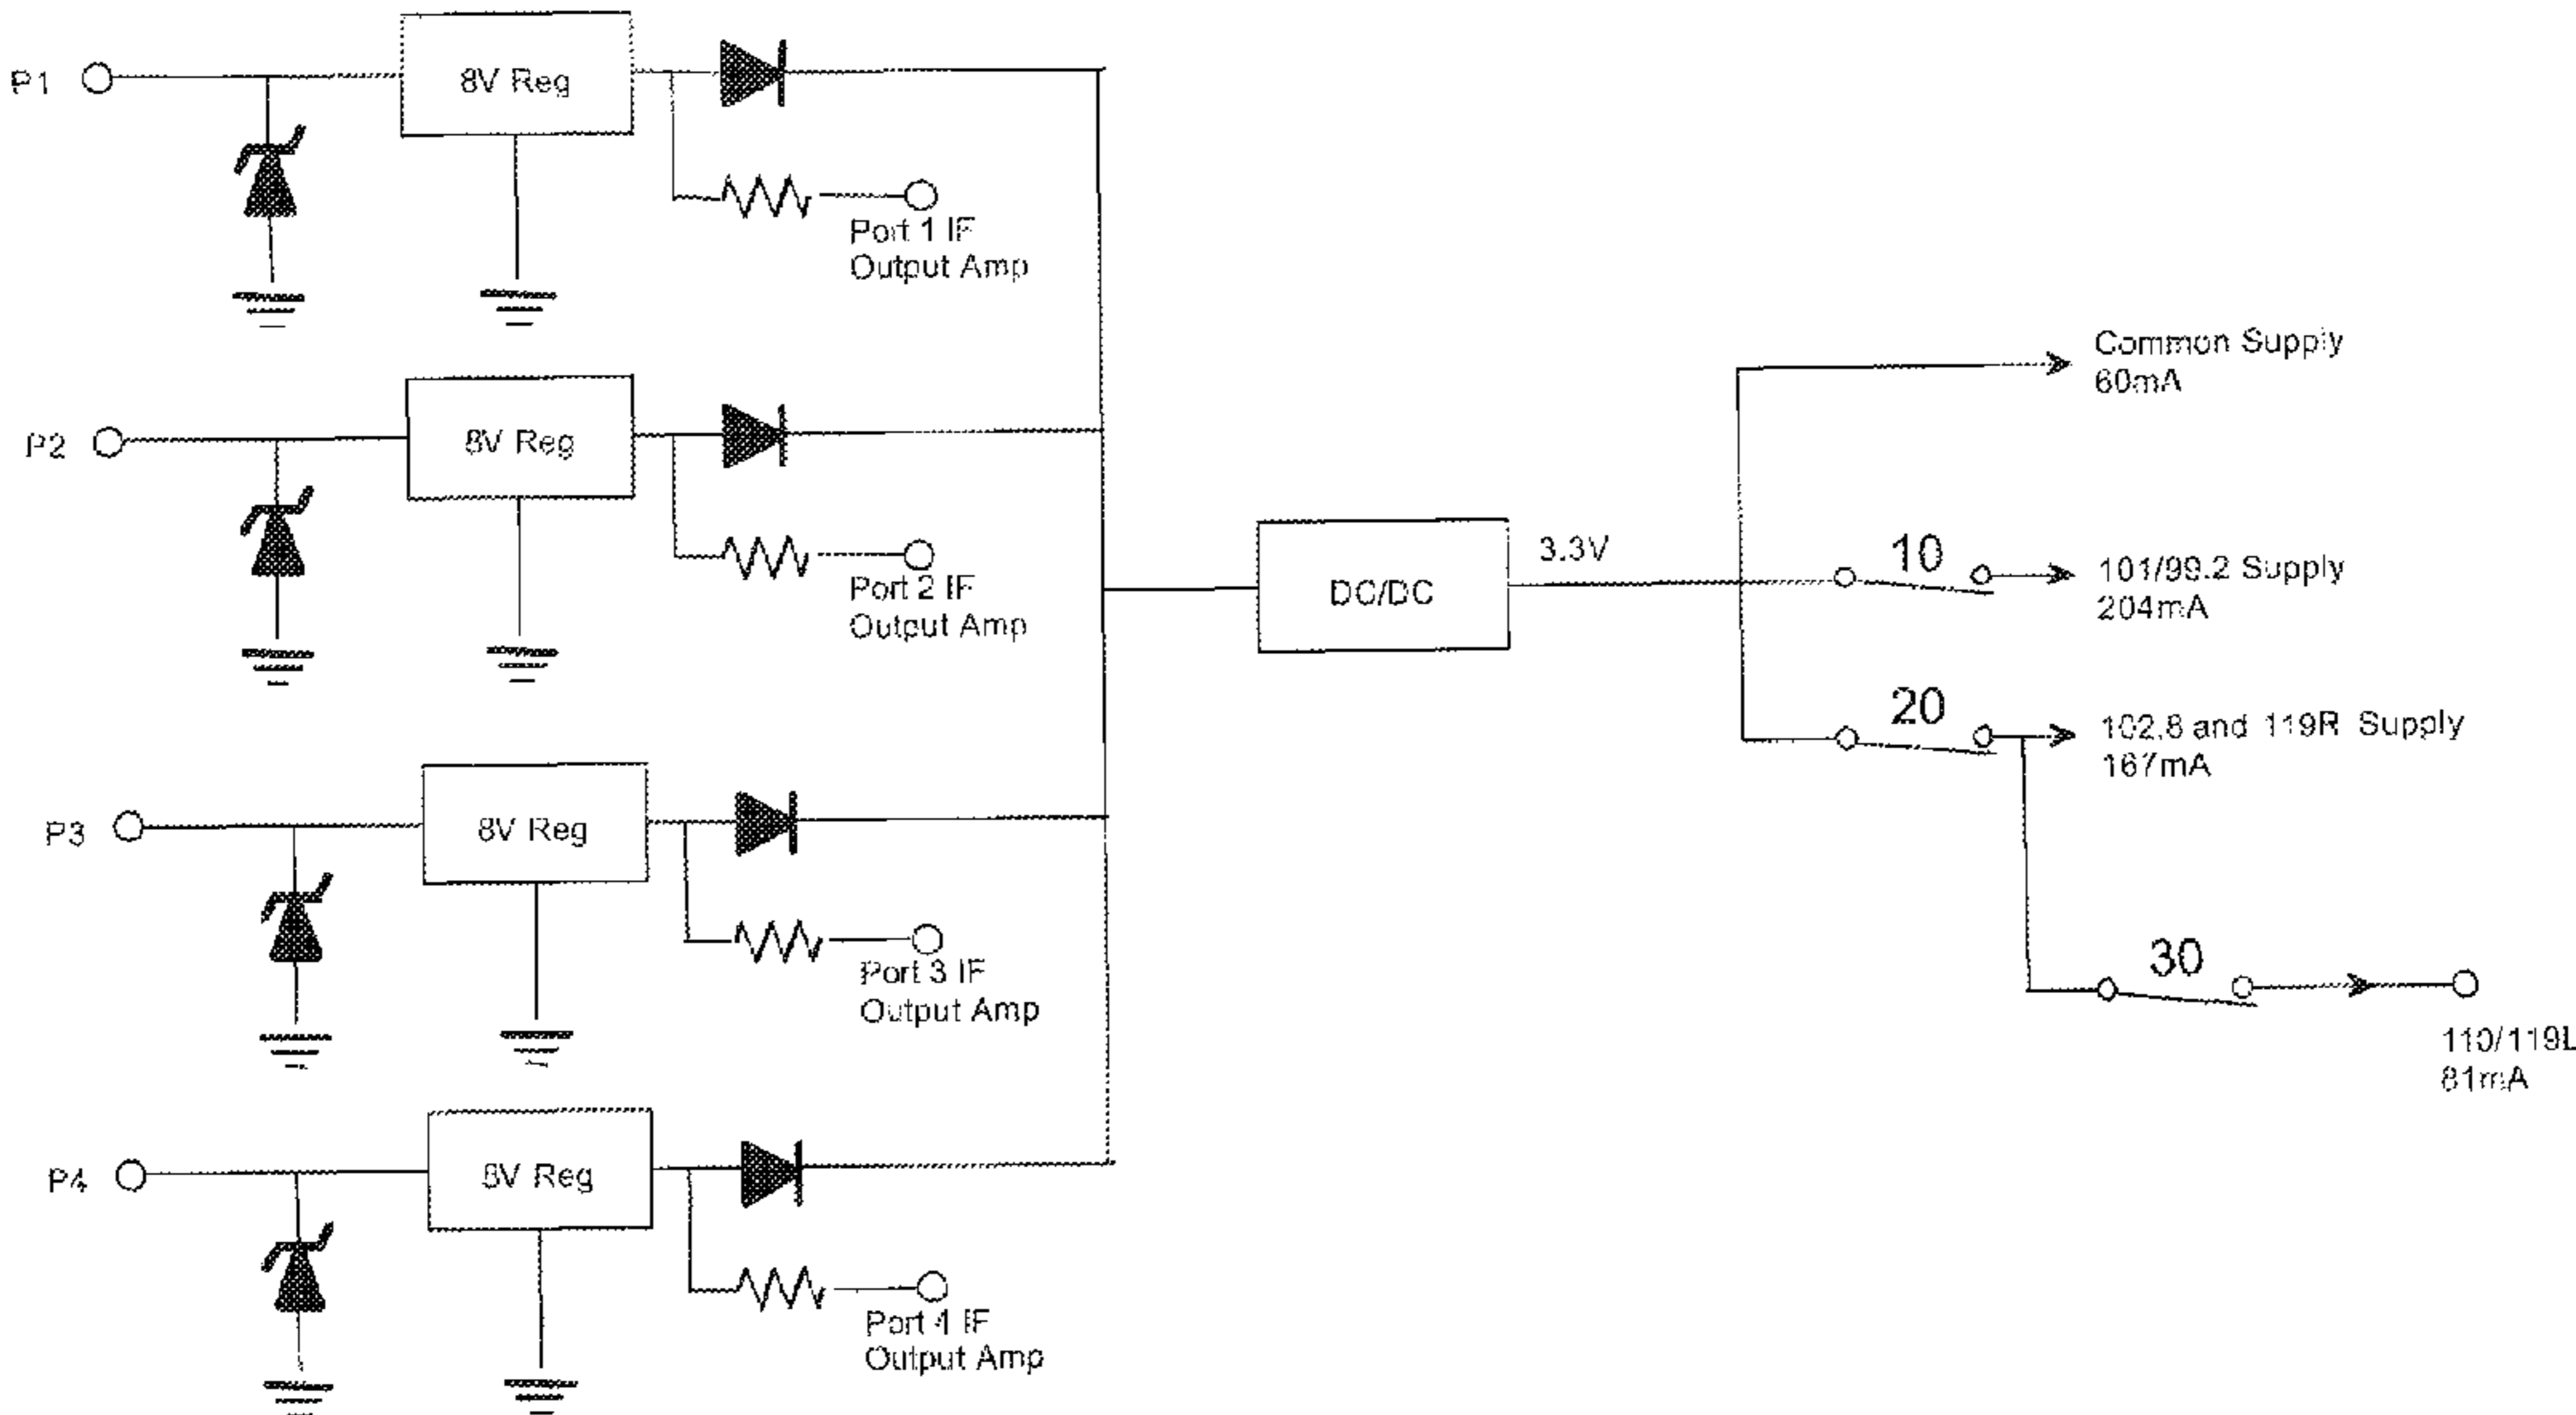 P1
8V Reg
Port 1 IF
Output Amp
P2
8V Reg
Port 2 IF
Output Amp
P3
8V Reg
Port 3 IF
Output Amp
P4
8V Reg
Port 4 IF
Output Amp
DC/DC
3.3V
Common Supply
60mA
10
101/99.2 Supply
204mA
20
102.8 and 119R Supply
167mA
30
110/119L
81mA